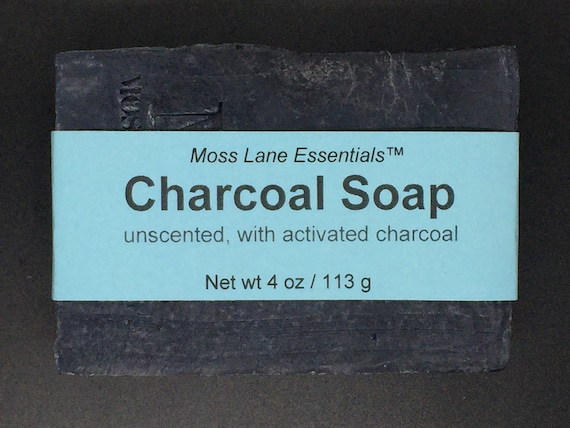 Moss Lane Essentials™
Charcoal Soap
unscented, with activated charcoal
Net wt 4 oz / 113 g